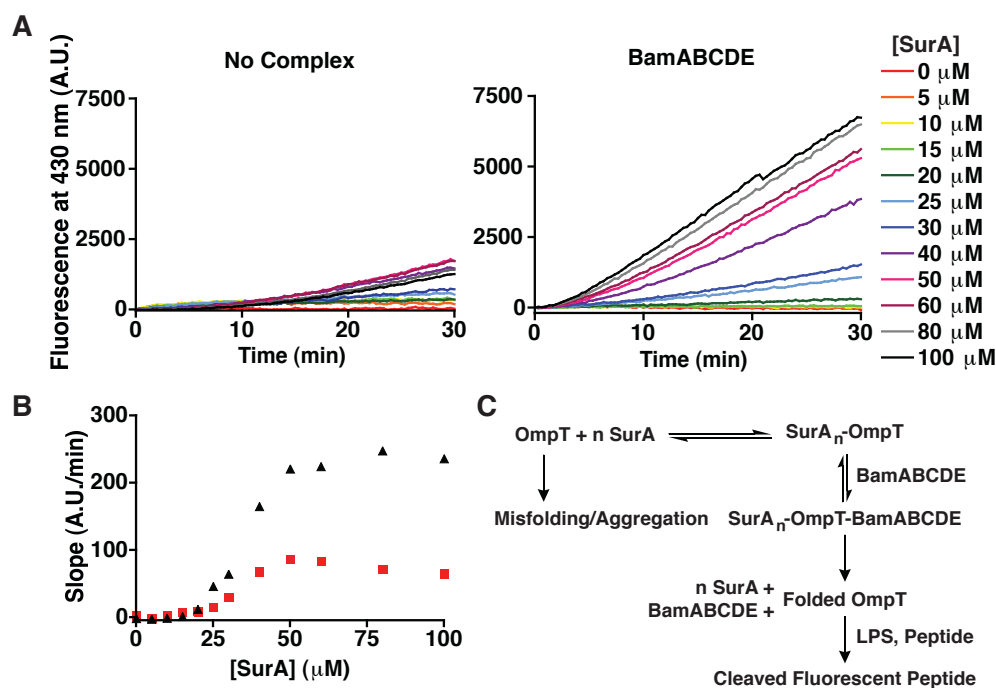 A
No Complex
BamABCDE
[SurA]
Fluorescence at 430 nm (A.U.)
7500
5000
2500
0
0
10
20
30
Time (min)
7500
5000
2500
0
0
10
20
30
Time (min)
0 μM
5 μM
10 μM
15 μM
20 μM
25 μM
30 μM
40 μM
50 μM
60 μM
80 μM
100 μM
B
Slope (A.U./min)
300
200
100
0
0
25
50
75
100
[SurA] (μM)
C
OmpT + n SurA
SurAn-OmpT
BamABCDE
Misfolding/Aggregation
SurAn-OmpT-BamABCDE
n SurA +
BamABCDE + Folded OmpT
LPS, Peptide
Cleaved Fluorescent Peptide